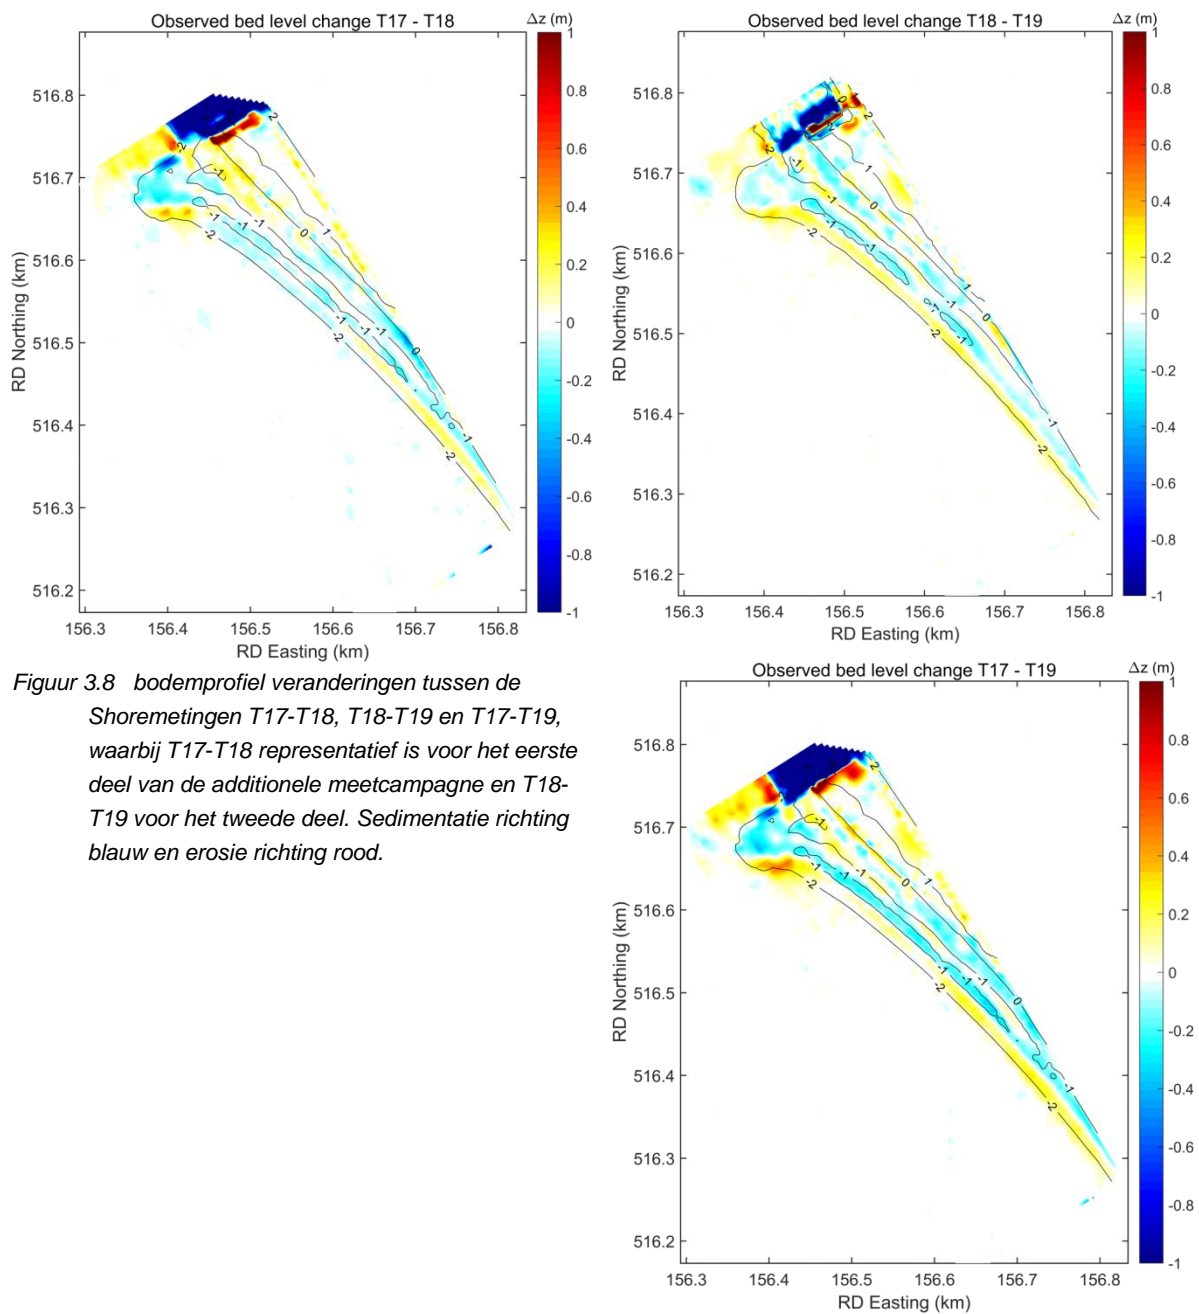 Observed bed level change T17 - T18
Δz (m)
1
0.8
0.6
0.4
0.2
0
-0.2
-0.4
-0.6
-0.8
-1
516.8
516.7
516.6
516.5
516.4
516.3
516.2
RD Northing (km)
156.3 156.4 156.5 156.6 156.7 156.8
RD Easting (km)
Observed bed level change T18 - T19
Δz (m)
1
0.8
0.6
0.4
0.2
0
-0.2
-0.4
-0.6
-0.8
-1
516.8
516.7
516.6
516.5
516.4
516.3
516.2
RD Northing (km)
156.3 156.4 156.5 156.6 156.7 156.8
RD Easting (km)
Figuur 3.8 bodemprofiel veranderingen tussen de
Shoremetingen T17-T18, T18-T19 en T17-T19,
waarbij T17-T18 representatief is voor het eerste
deel van de additionele meetcampagne en T18-
T19 voor het tweede deel. Sedimentatie richting
blauw en erosie richting rood.
Observed bed level change T17 - T19
Δz (m)
1
0.8
0.6
0.4
0.2
0
-0.2
-0.4
-0.6
-0.8
-1
516.8
516.7
516.6
516.5
516.4
516.3
516.2
RD Northing (km)
156.3 156.4 156.5 156.6 156.7 156.8
RD Easting (km)